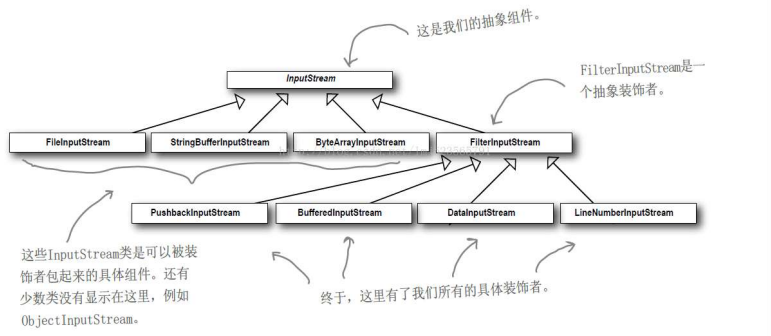 这是我们的抽象组件。
InputStream
FilterInputStream是一
个抽象装饰者。
FileInputStream
StringBufferInputStream
ByteArrayInputStream
FilterInputStream
PushbackInputStream
BufferedInputStream
DataInputStream
LineNumberInputStream
这些InputStream类是可以被装
饰者包起来的具体组件。还有
少数类没有显示在这里，例如
ObjectInputStream。
终于，这里有了我们所有的具体装饰者。